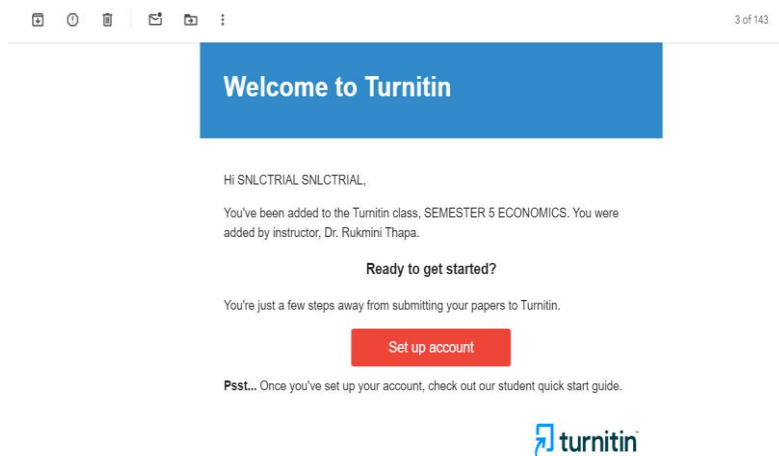 3 of 143
Welcome to Turnitin
Hi SNLCTRIAL SNLCTRIAL,
You've been added to the Turnitin class, SEMESTER 5 ECONOMICS. You were
added by instructor, Dr. Rukmini Thapa.
Ready to get started?
You're just a few steps away from submitting your papers to Turnitin.
Set up account
Psst... Once you've set up your account, check out our student quick start guide.
turnitin